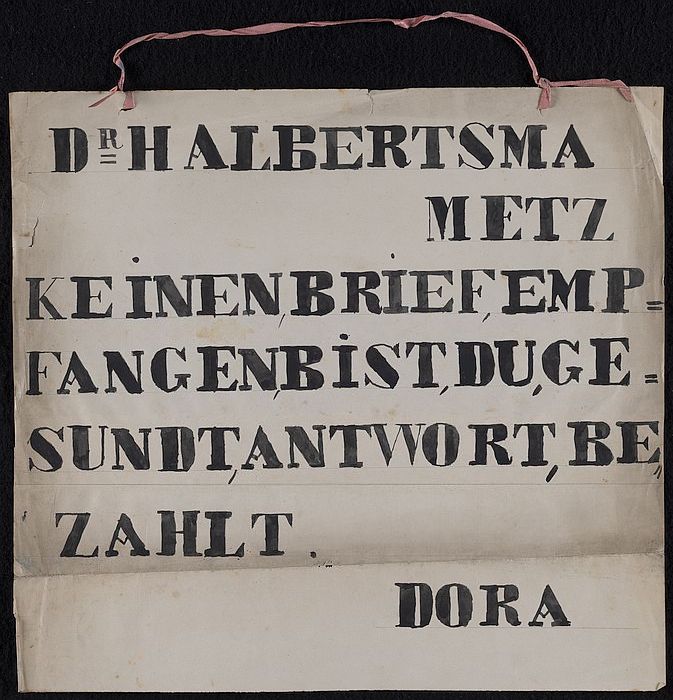 DR HALBERTSMA
METZ
KEiNEN,BRiEF,EMP=
FANGEN,BiST,DU,GE=
SUNDT,ANTWORT,BE,
ZAHLT.
DORA